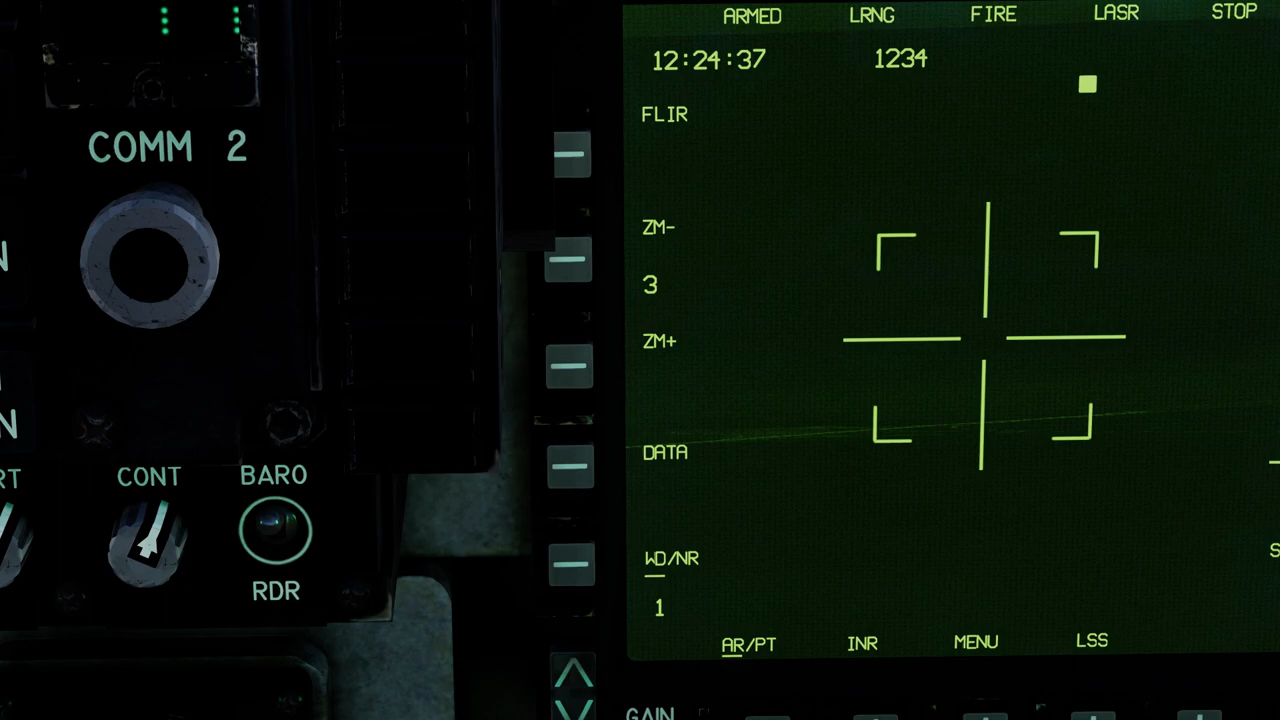 ARMED LRNG FIRE LASR STOP
12:24:37 1234
FLIR
COMM 2
ZM-
3
ZM+
DATA
CONT BARO
WD/NR
RDR
1
AR/PT INR MENU LSS
GAIN